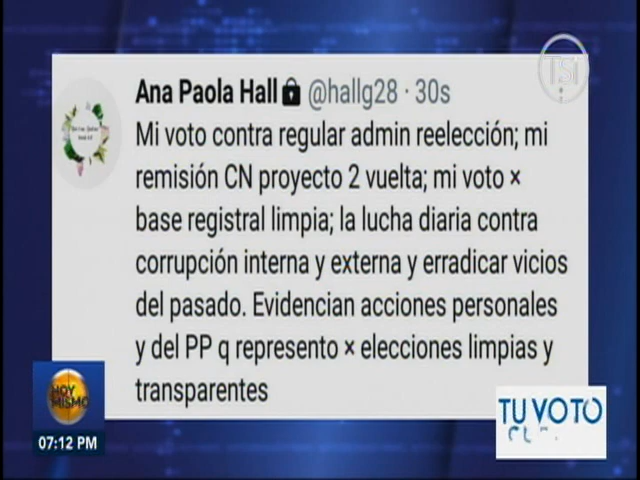 TSi
Ana Paola Hall @hallg28 · 30s
Mi voto contra regular admin reelección; mi
remisión CN proyecto 2 vuelta; mi voto ×
base registral limpia; la lucha diaria contra
corrupción interna y externa y erradicar vicios
del pasado. Evidencian acciones personales
y del PP q represento × elecciones limpias y
transparentes
HOY
MISMO
07:12 PM
TU VOTO